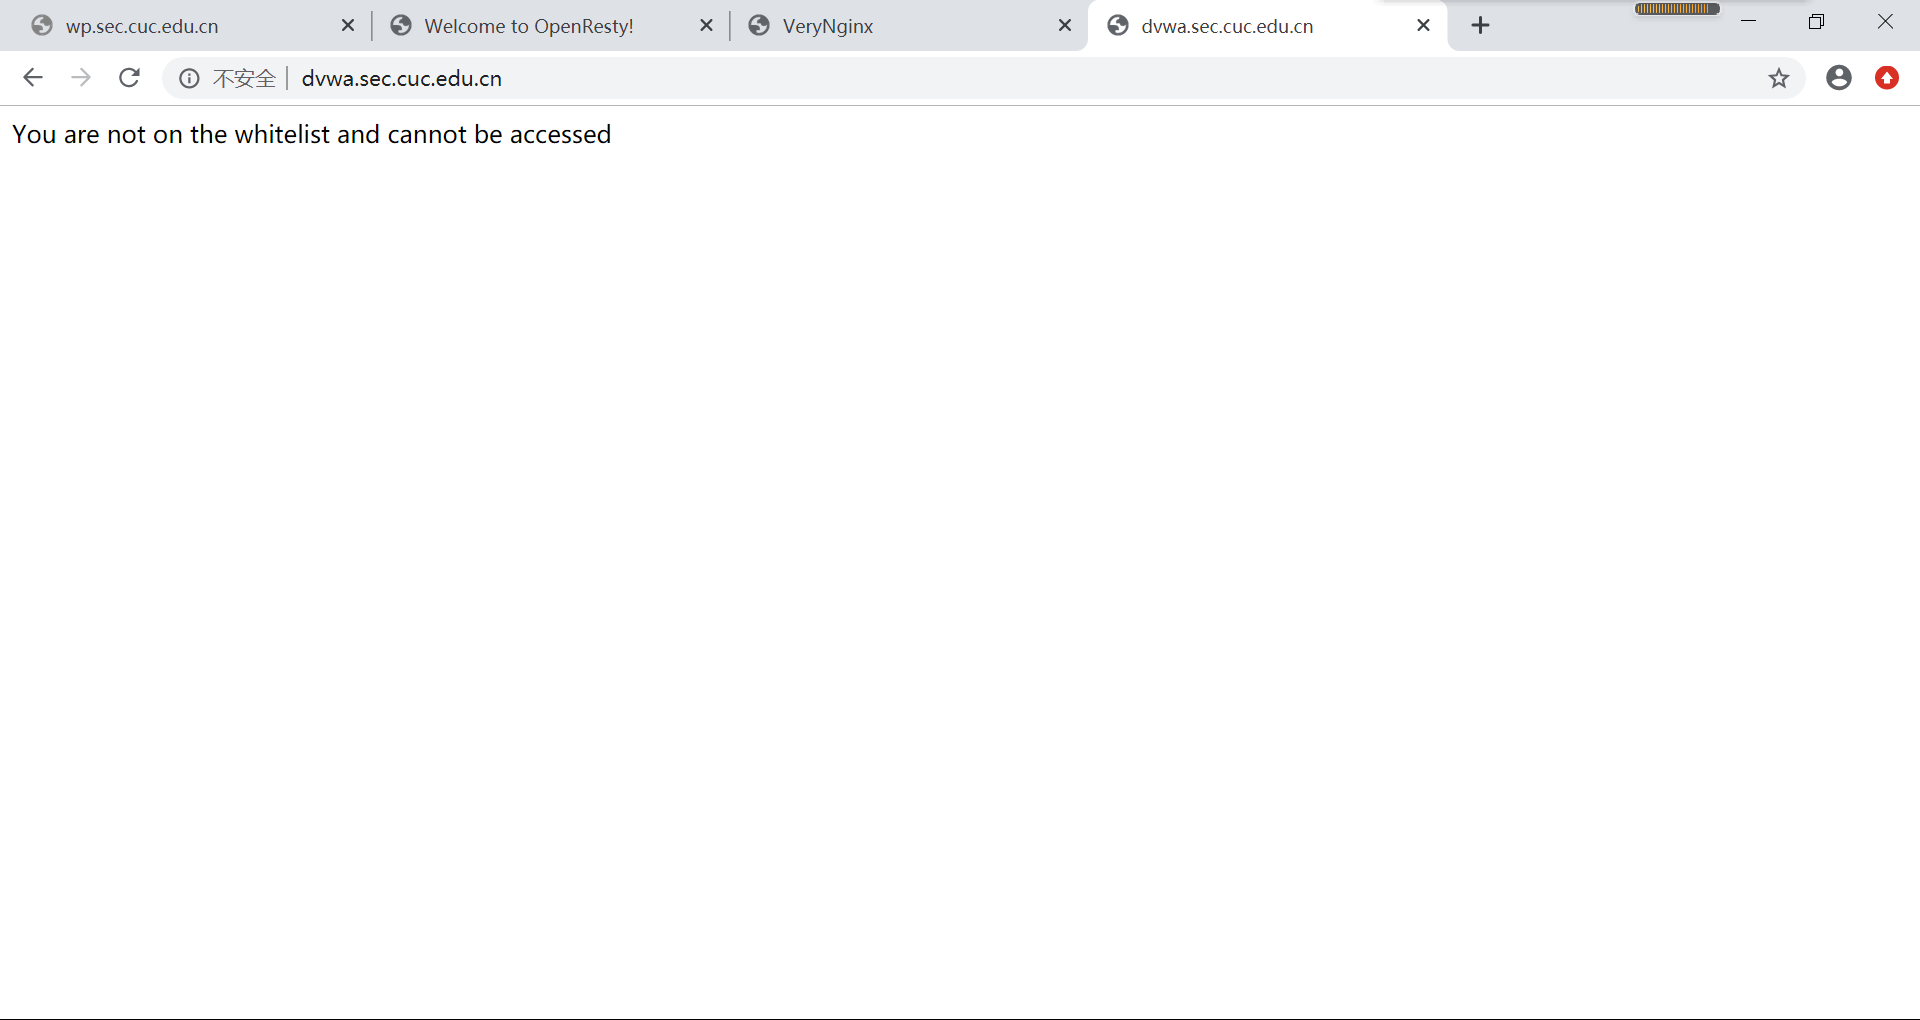 wp.sec.cuc.edu.cn
Welcome to OpenResty!
VeryNginx
dvwa.sec.cuc.edu.cn
不安全 dvwa.sec.cuc.edu.cn
You are not on the whitelist and cannot be accessed